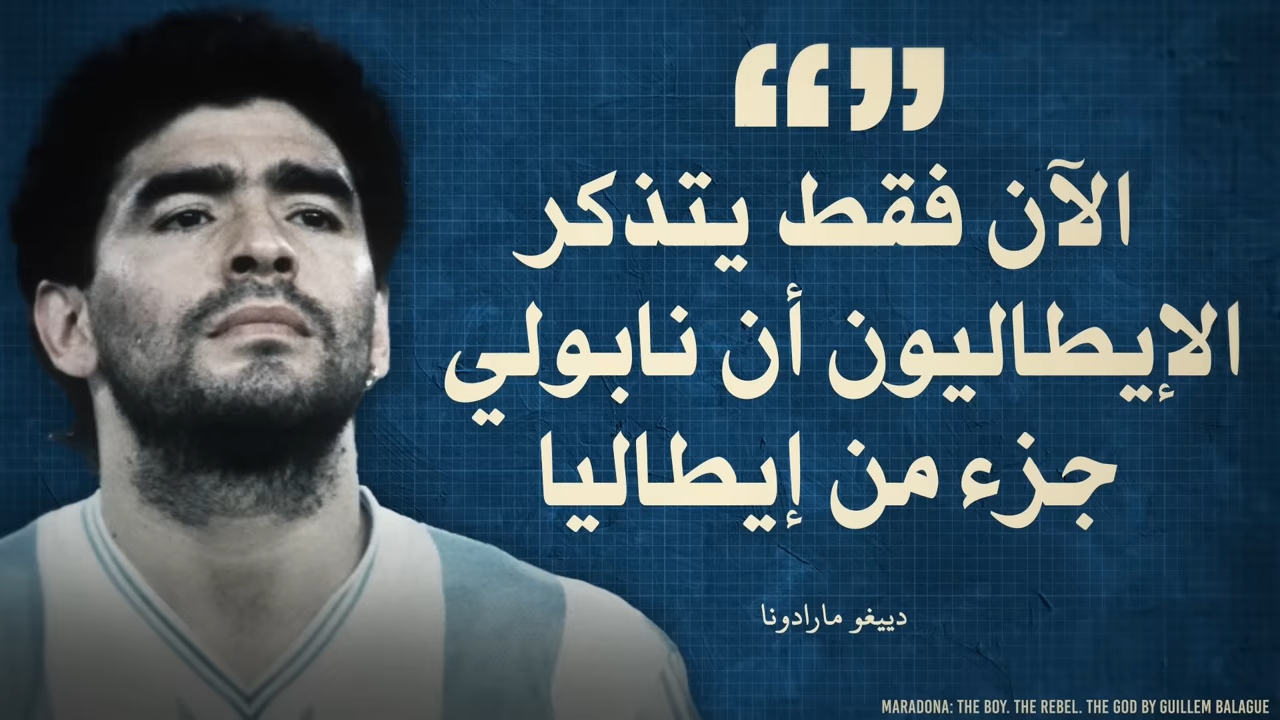 “”
الآن فقط يتذكر
الإيطاليون أن نابولي
جزء من إيطاليا
دييغو مارادونا
MARADONA: THE BOY. THE REBEL. THE GOD BY GUILLEM BALAGUE